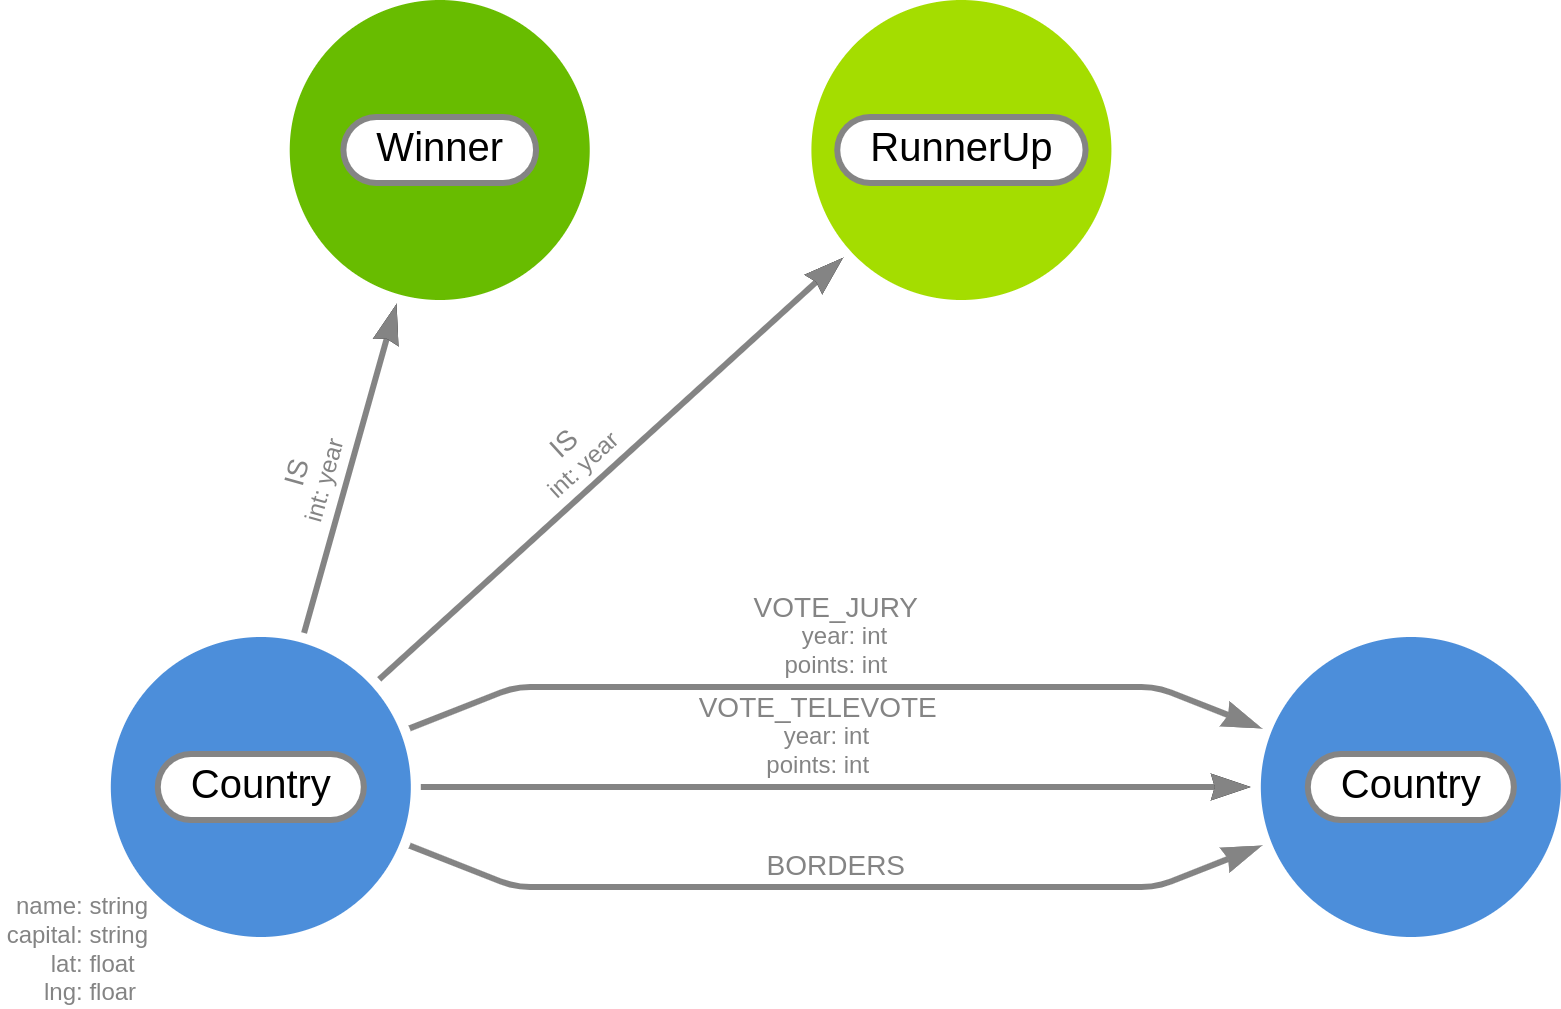 Winner
RunnerUp
IS
int: year
IS
int: year
VOTE_JURY
year: int
points: int
VOTE_TELEVOTE
year: int
points: int
Country
Country
BORDERS
name: string
capital: string
lat: float
lng: floar